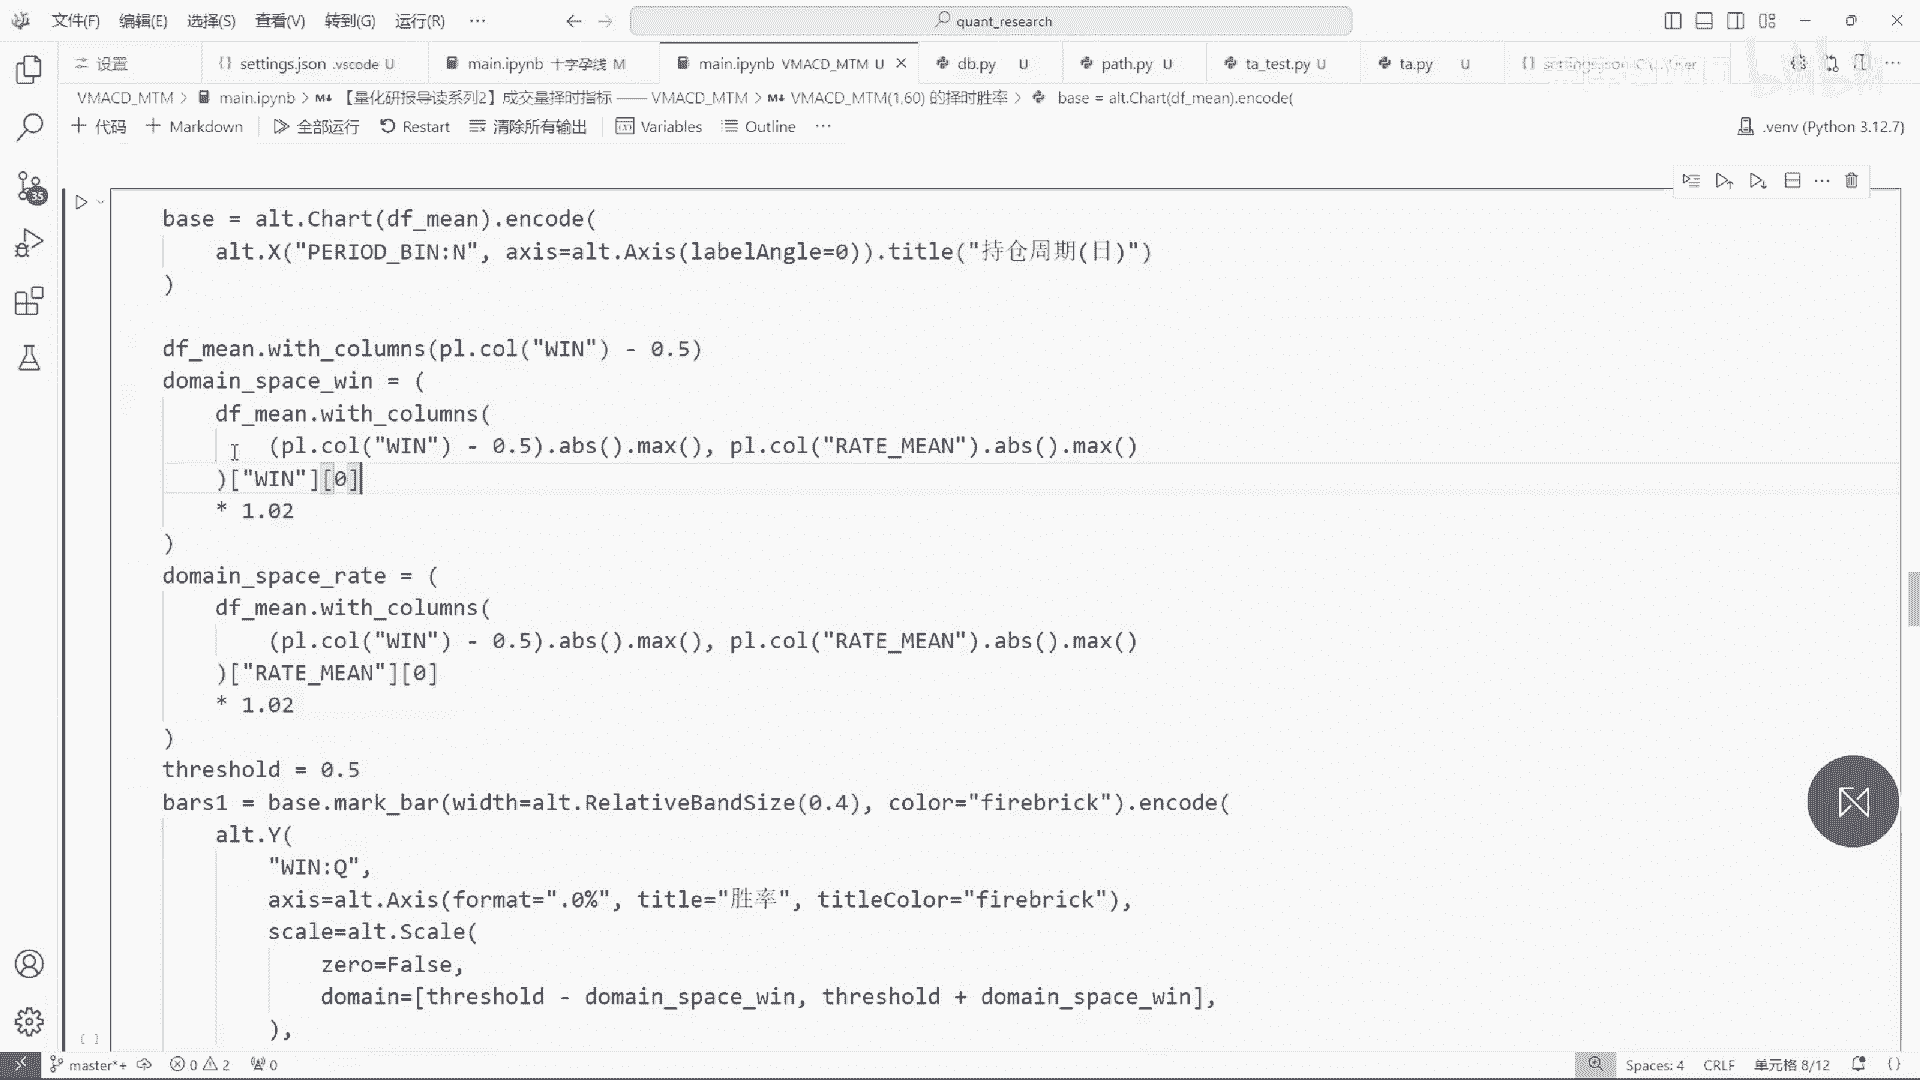 文件(F) 编辑(E) 选择(S) 查看(V) 转到(G) 运行(R) ··· quant_research
设置 settings.json .vscode U main.ipynb 十字孕线 M main.ipynb VMACD_MTM U db.py U path.py U ta_test.py U ta.py U
VMACD_MTM > main.ipynb > M↓ 【量化研报导读系列2】成交量择时指标 —— VMACD_MTM > M↓ VMACD_MTM(1,60) 的择时胜率 > base = alt.Chart(df_mean).encode(
+ 代码 + Markdown 全部运行 Restart 清除所有输出 Variables Outline ··· .venv (Python 3.12.7)
base = alt.Chart(df_mean).encode(
    alt.X("PERIOD_BIN:N", axis=alt.Axis(labelAngle=0)).title("持仓周期(日)")
)
df_mean.with_columns(pl.col("WIN") - 0.5)
domain_space_win = (
    df_mean.with_columns(
        (pl.col("WIN") - 0.5).abs().max(), pl.col("RATE_MEAN").abs().max()
    )["WIN"][0]
    * 1.02
)
domain_space_rate = (
    df_mean.with_columns(
        (pl.col("WIN") - 0.5).abs().max(), pl.col("RATE_MEAN").abs().max()
    )["RATE_MEAN"][0]
    * 1.02
)
threshold = 0.5
bars1 = base.mark_bar(width=alt.RelativeBandSize(0.4), color="firebrick").encode(
    alt.Y(
        "WIN:Q",
        axis=alt.Axis(format=".0%", title="胜率", titleColor="firebrick"),
        scale=alt.Scale(
            zero=False,
            domain=[threshold - domain_space_win, threshold + domain_space_win],
        ),
master*+ 0 2 0 Spaces: 4 CRLF 单元格 8/12 {}